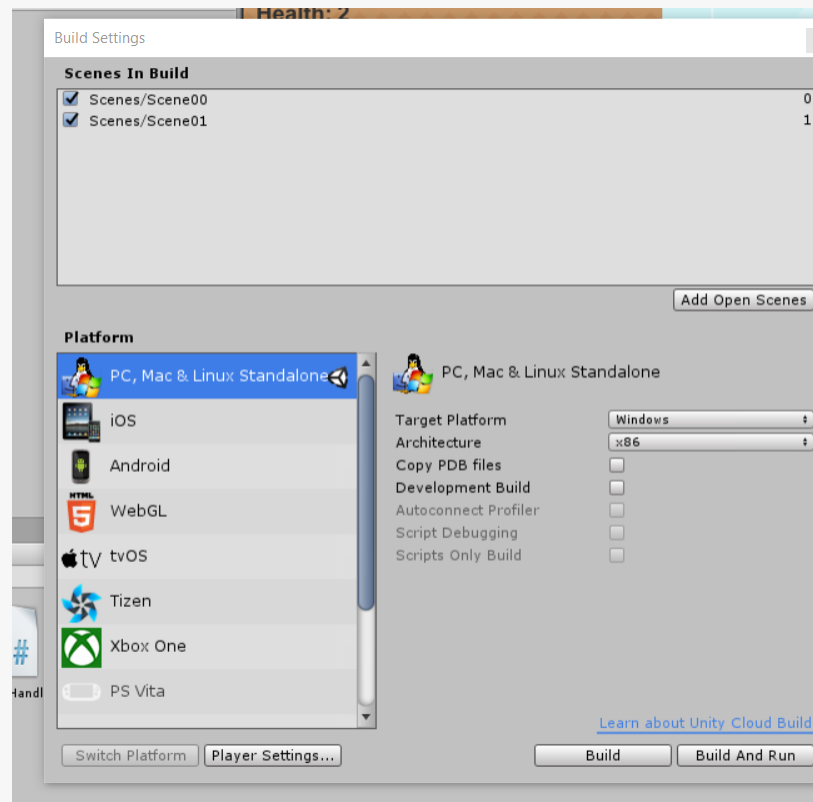 Health: 2
Build Settings
Scenes In Build
Scenes/Scene00 0
Scenes/Scene01 1
Add Open Scenes
Platform
PC, Mac & Linux Standalone
iOS
Android
HTML
5
WebGL
tv
tvOS
Tizen
Xbox One
PS Vita
PC, Mac & Linux Standalone
Target Platform Windows
Architecture x86
Copy PDB files
Development Build
Autoconnect Profiler
Script Debugging
Scripts Only Build
#
Handl
Learn about Unity Cloud Build
Switch Platform Player Settings... Build Build And Run